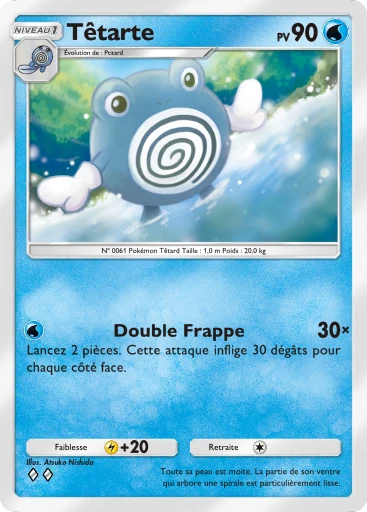 NIVEAU 1
Têtarte
PV 90
Évolution de : Ptitard
N° 0061 Pokémon Têtard Taille : 1,0 m Poids : 20,0 kg
Double Frappe 30×
Lancez 2 pièces. Cette attaque inflige 30 dégâts pour
chaque côté face.
Faiblesse +20 Retraite
Illus. Atsuko Nishida
Toute sa peau est moite. La partie de son ventre
qui arbore une spirale est particulièrement lisse.